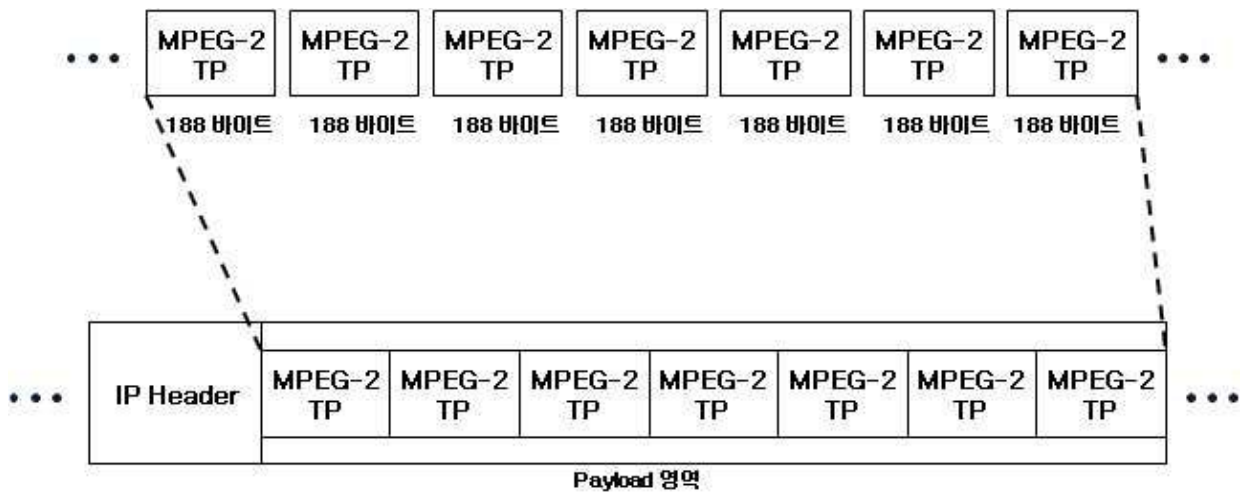 MPEG-2 TP MPEG-2 TP MPEG-2 TP MPEG-2 TP MPEG-2 TP MPEG-2 TP MPEG-2 TP
188 바이트 188 바이트 188 바이트 188 바이트 188 바이트 188 바이트 188 바이트
IP Header MPEG-2 TP MPEG-2 TP MPEG-2 TP MPEG-2 TP MPEG-2 TP MPEG-2 TP MPEG-2 TP
Payload 영역